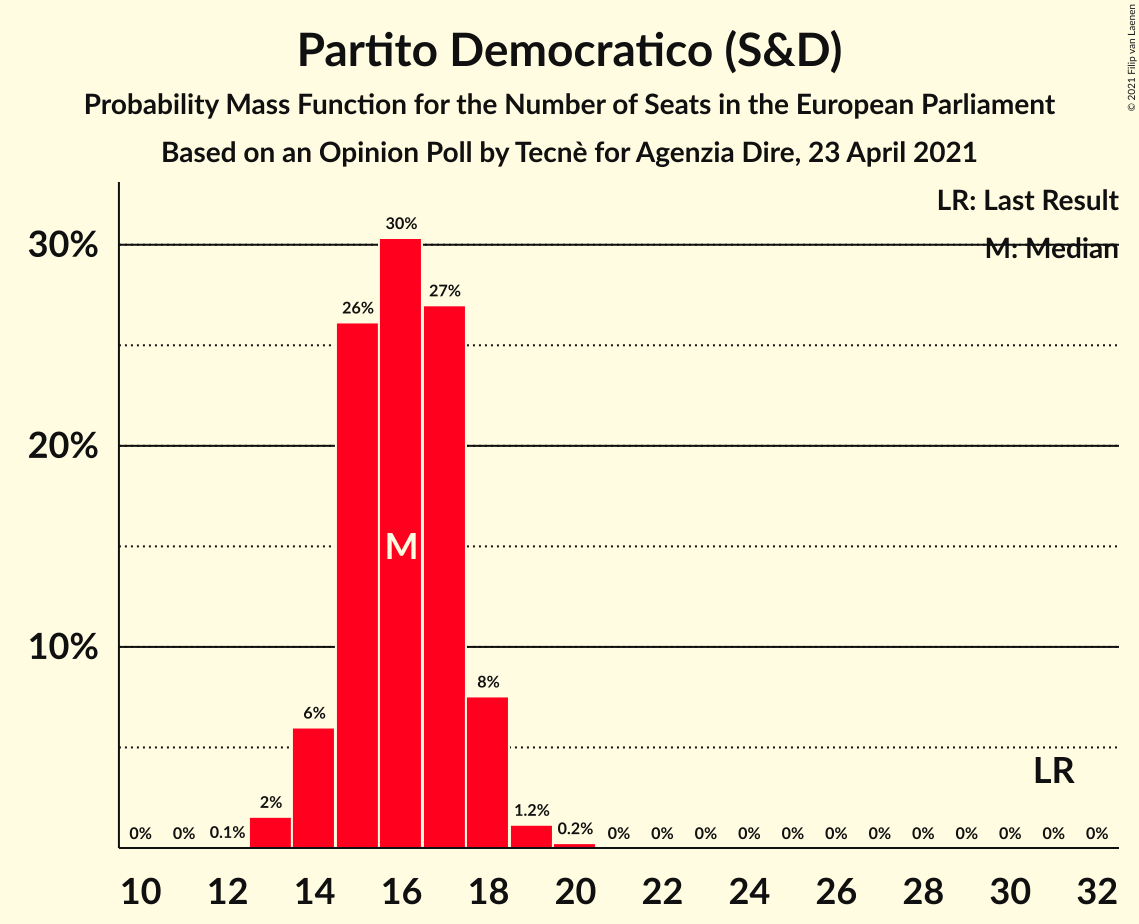 Partito Democratico (S&D)
Probability Mass Function for the Number of Seats in the European Parliament
Based on an Opinion Poll by Tecnè for Agenzia Dire, 23 April 2021
© 2021 Filip van Laenen
LR: Last Result
M: Median
30%
20%
10%
0% 0% 0.1% 2% 6% 26% 30% 27% 8% 1.2% 0.2% 0% 0% 0% 0% 0% 0% 0% 0% 0% 0% 0% 0%
M
LR
10 12 14 16 18 20 22 24 26 28 30 32